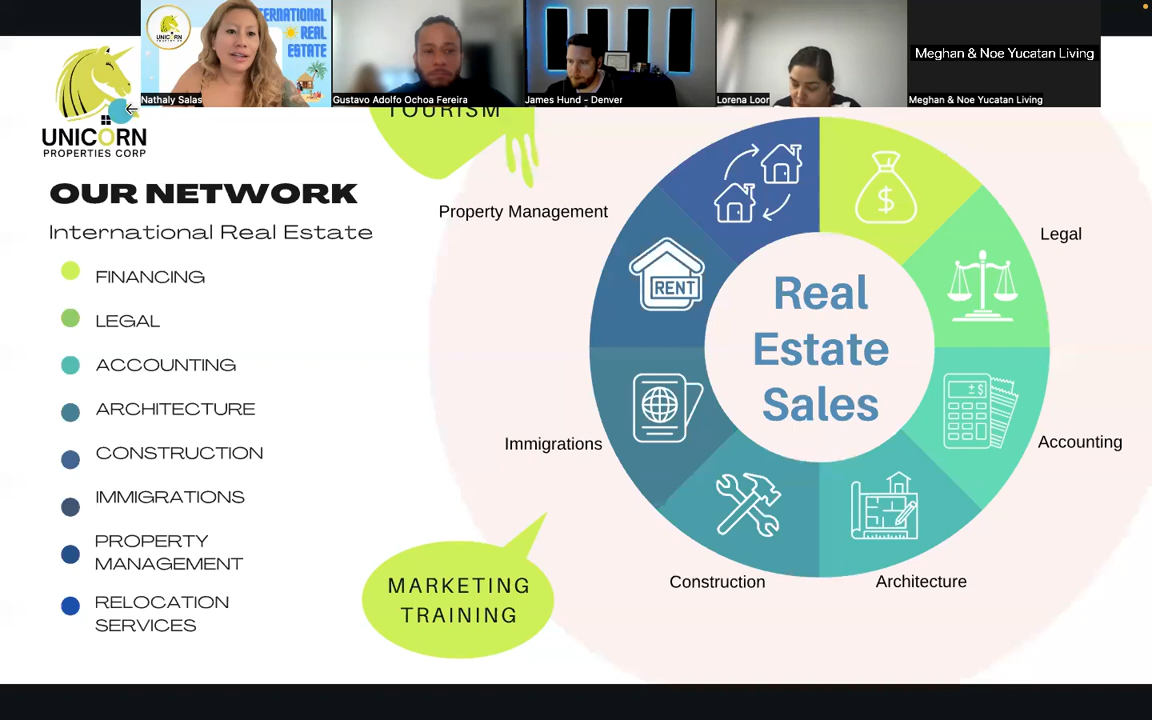 INTERNATIONAL
REAL
ESTATE
Nathaly Salas
Gustavo Adolfo Ochoa Fereira
James Hund - Denver
Lorena Loor
Meghan & Noe Yucatan Living
Meghan & Noe Yucatan Living
UNICORN
PROPERTIES CORP
TOURISM
OUR NETWORK
International Real Estate
FINANCING
LEGAL
ACCOUNTING
ARCHITECTURE
CONSTRUCTION
IMMIGRATIONS
PROPERTY
MANAGEMENT
RELOCATION
SERVICES
Property Management
Legal
$
RENT
Real
Estate
Sales
± $
Immigrations
Accounting
Construction
Architecture
MARKETING
TRAINING